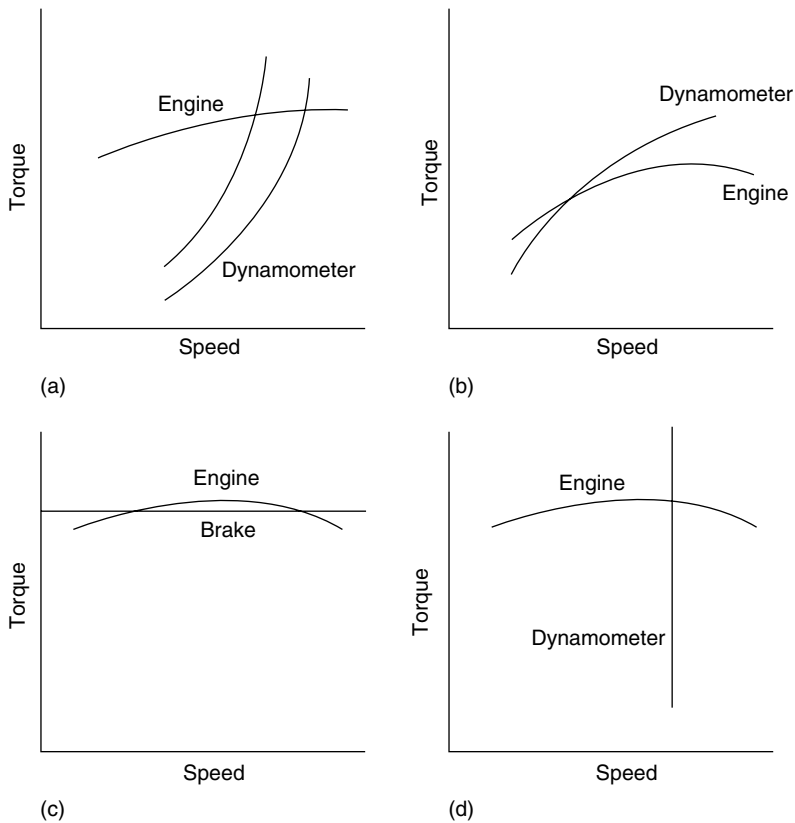 Engine
Torque
Dynamometer
Speed
(a)
Dynamometer
Torque
Engine
Speed
(b)
Engine
Brake
Torque
Speed
(c)
Engine
Torque
Dynamometer
Speed
(d)